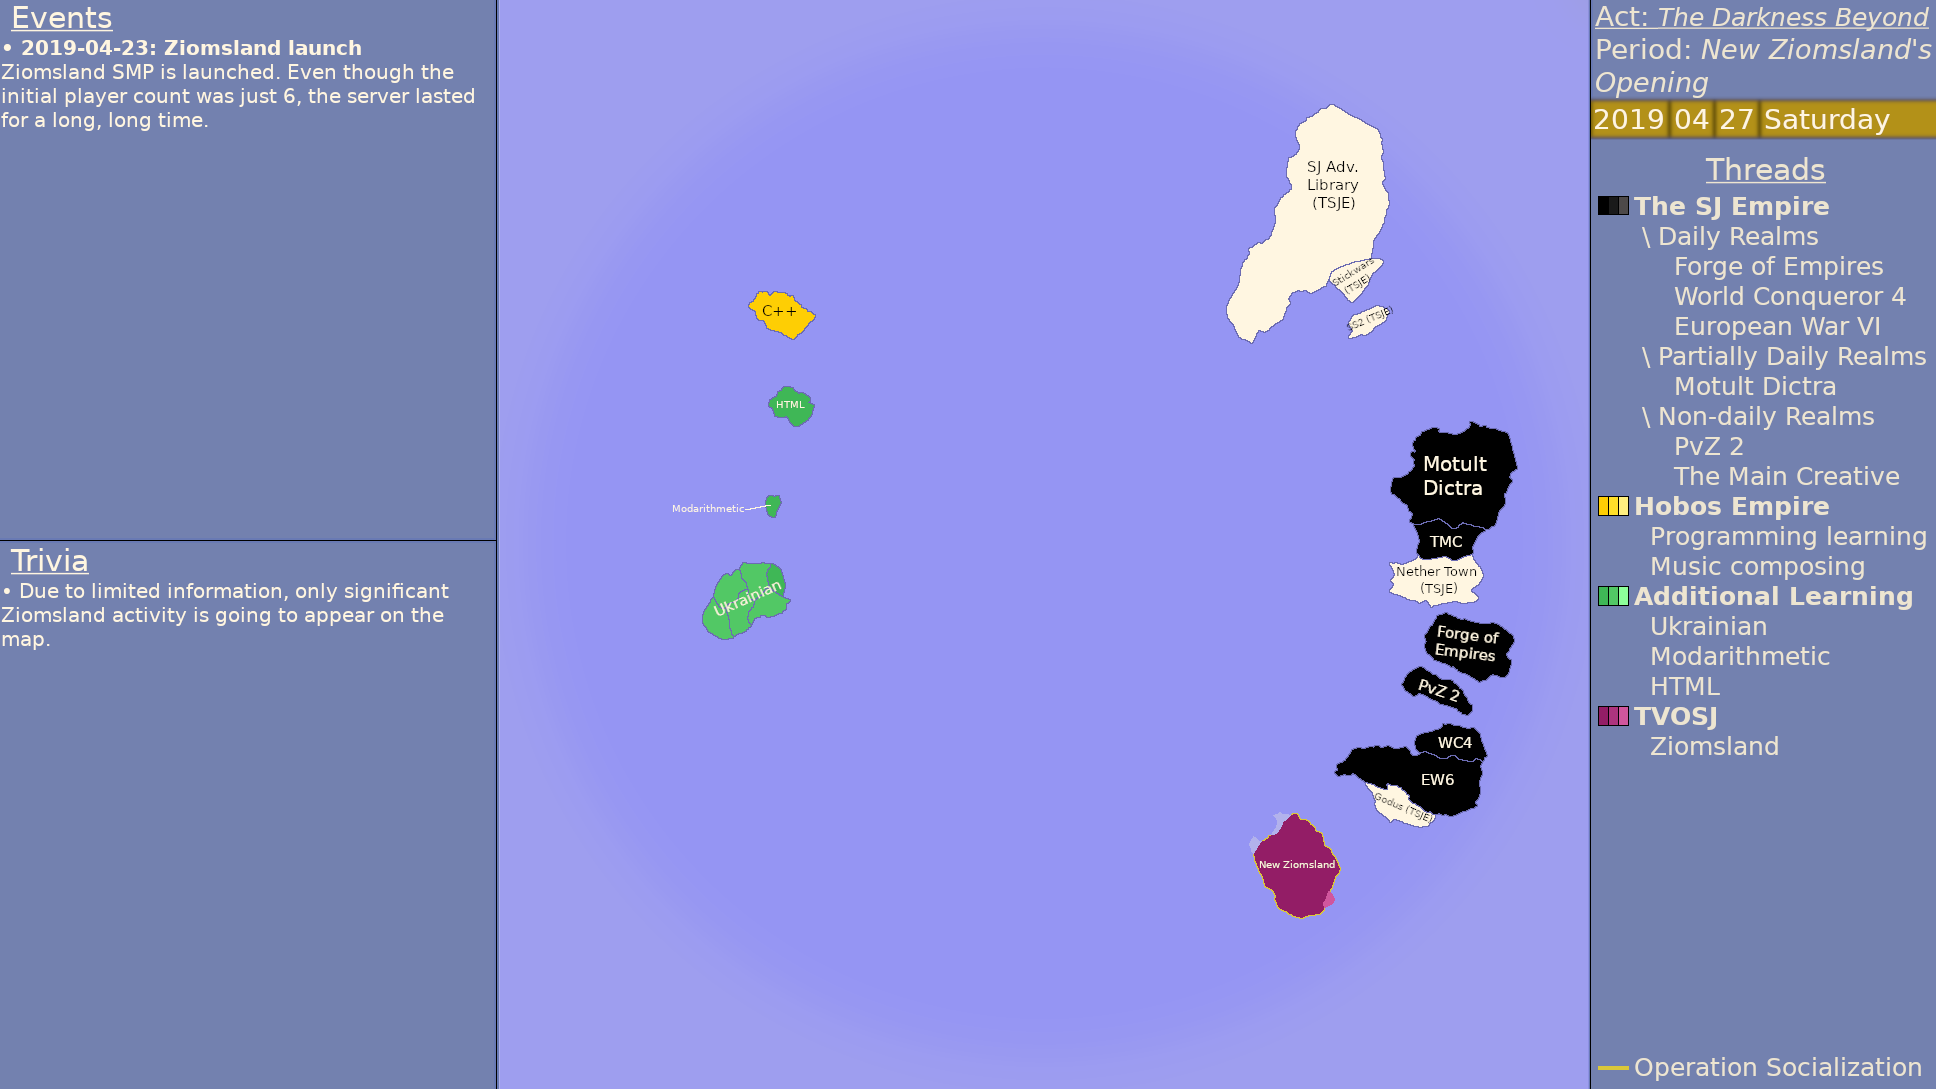 Events
• 2019-04-23: Ziomsland launch
Ziomsland SMP is launched. Even though the
initial player count was just 6, the server lasted
for a long, long time.
Trivia
• Due to limited information, only significant
Ziomsland activity is going to appear on the
map.
SJ Adv.
Library
(TSJE)
Stickwars
(TSJE)
SS2 (TSJE)
C++
HTML
Modarithmetic
Ukrainian
Motult
Dictra
TMC
Nether Town
(TSJE)
Forge of
Empires
PvZ 2
WC4
EW6
Godus (TSJE)
New Ziomsland
Act: The Darkness Beyond
Period: New Ziomsland's
Opening
2019 04 27 Saturday
Threads
The SJ Empire
\ Daily Realms
Forge of Empires
World Conqueror 4
European War VI
\ Partially Daily Realms
Motult Dictra
\ Non-daily Realms
PvZ 2
The Main Creative
Hobos Empire
Programming learning
Music composing
Additional Learning
Ukrainian
Modarithmetic
HTML
TVOSJ
Ziomsland
Operation Socialization